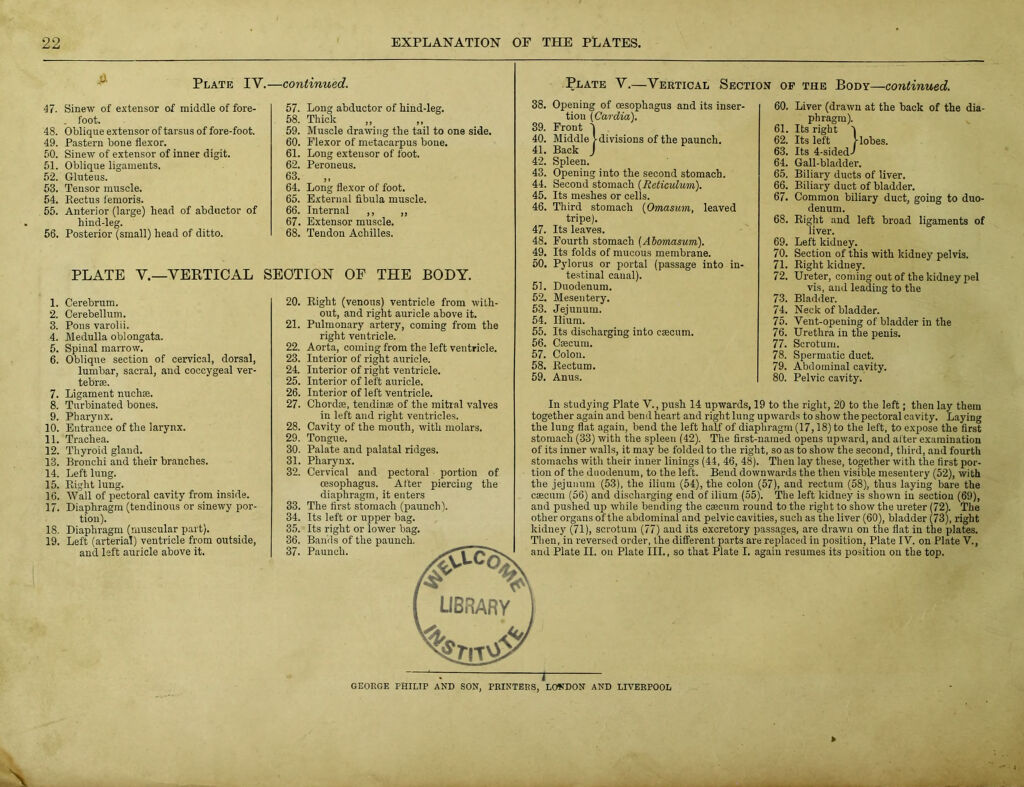 22
EXPLANATION OF THE PLATES.
PLATE IV.—continued.
47. Sinew of extensor of middle of fore-
foot.
48. Oblique extensor of tarsus of fore-foot.
49. Pastern bone flexor.
50. Sinew of extensor of inner digit.
51. Oblique ligaments.
52. Gluteus.
53. Tensor muscle.
54. Rectus femoris.
55. Anterior (large) head of abductor of
hind-leg.
56. Posterior (small) head of ditto.
57. Long abductor of hind-leg.
58. Thick ,, ,,
59. Muscle drawing the tail to one side.
60. Flexor of metacarpus bone.
61. Long extensor of foot.
62. Peroneus.
63. ,,
64. Long flexor of foot.
65. External fibula muscle.
66. Internal ,, ,,
67. Extensor muscle.
68. Tendon Achilles.
PLATE V.—VERTICAL SECTION OF THE BODY.
1. Cerebrum.
2. Cerebellum.
3. Pons varolii.
4. Medulla oblongata.
5. Spinal marrow.
6. Oblique section of cervical, dorsal,
lumbar, sacral, and coccygeal ver-
tebræ.
7. Ligament nuchæ.
8. Turbinated bones.
9. Pharynx.
10. Entrance of the larynx.
11. Trachea.
12. Thyroid gland.
13. Bronchi and their branches.
14. Left lung.
15. Right lung.
16. Wall of pectoral cavity from inside.
17. Diaphragm (tendinous or sinewy por-
tion).
18. Diaphragm (muscular part).
19. Left (arterial) ventricle from outside,
and left auricle above it.
20. Right (venous) ventricle from with-
out, and right auricle above it.
21. Pulmonary artery, coming from the
right ventricle.
22. Aorta, coming from the left ventricle.
23. Interior of right auricle.
24. Interior of right ventricle.
25. Interior of left auricle.
26. Interior of left ventricle.
27. Chordæ, tendinæ of the mitral valves
in left and right ventricles.
28. Cavity of the mouth, with molars.
29. Tongue.
30. Palate and palatal ridges.
31. Pharynx.
32. Cervical and pectoral portion of
œsophagus. After piercing the
diaphragm, it enters
33. The first stomach (paunch).
34. Its left or upper bag.
35. Its right or lower bag.
36. Bands of the paunch.
37. Paunch.
PLATE V.—VERTICAL SECTION OF THE BODY—continued.
38. Opening of œsophagus and its inser-
tion (Cardia).
39. Front
40. Middle } divisions of the paunch.
41. Back
42. Spleen.
43. Opening into the second stomach.
44. Second stomach (Reticulum).
45. Its meshes or cells.
46. Third stomach (Omasum, leaved
tripe).
47. Its leaves.
48. Fourth stomach (Abomasum).
49. Its folds of mucous membrane.
50. Pylorus or portal (passage into in-
testinal canal).
51. Duodenum.
52. Mesentery.
53. Jejunum.
54. Ilium.
55. Its discharging into cæcum.
56. Cæcum.
57. Colon.
58. Rectum.
59. Anus.
60. Liver (drawn at the back of the dia-
phragm).
61. Its right
62. Its left } lobes.
63. Its 4-sided
64. Gall-bladder.
65. Biliary ducts of liver.
66. Biliary duct of bladder.
67. Common biliary duct, going to duo-
denum.
68. Right and left broad ligaments of
liver.
69. Left kidney.
70. Section of this with kidney pelvis.
71. Right kidney.
72. Ureter, coming out of the kidney pel
vis, and leading to the
73. Bladder.
74. Neck of bladder.
75. Vent-opening of bladder in the
76. Urethra in the penis.
77. Scrotum.
78. Spermatic duct.
79. Abdominal cavity.
80. Pelvic cavity.
In studying Plate V., push 14 upwards, 19 to the right, 20 to the left; then lay them
together again and bend heart and right lung upwards to show the pectoral cavity. Laying
the lung flat again, bend the left half of diaphragm (17, 18) to the left, to expose the first
stomach (33) with the spleen (42). The first-named opens upward, and after examination
of its inner walls, it may be folded to the right, so as to show the second, third, and fourth
stomachs with their inner linings (44, 46, 48). Then lay these, together with the first por-
tion of the duodenum, to the left. Bend downwards the then visible mesentery (52), with
the jejunum (53), the ilium (54), the colon (57), and rectum (58), thus laying bare the
cæcum (56) and discharging end of ilium (55). The left kidney is shown in section (69),
and pushed up while bending the cæcum round to the right to show the ureter (72). The
other organs of the abdominal and pelvic cavities, such as the liver (60), bladder (73), right
kidney (71), scrotum (77) and its excretory passages, are drawn on the flat in the plates.
Then, in reversed order, the different parts are replaced in position, Plate IV. on Plate V.,
and Plate II. on Plate III., so that Plate I. again resumes its position on the top.
WELLCOME
LIBRARY
INSTITUTE
GEORGE PHILIP AND SON, PRINTERS, LONDON AND LIVERPOOL